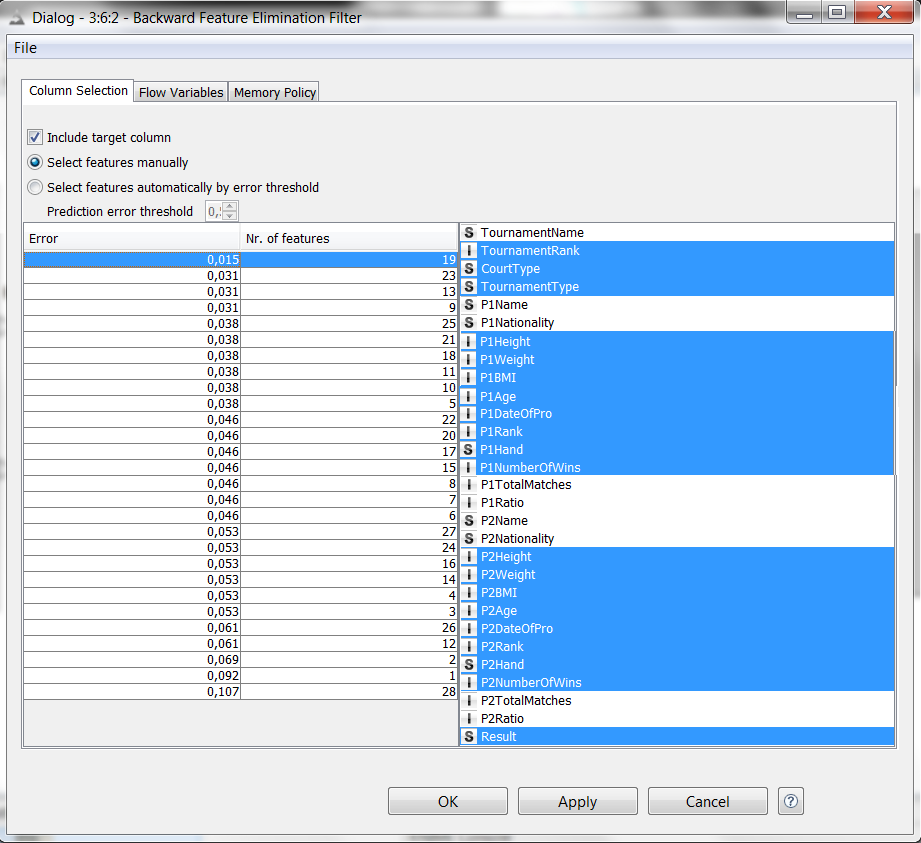 Dialog - 3:6:2 - Backward Feature Elimination Filter
File
Column Selection Flow Variables Memory Policy
Include target column
Select features manually
Select features automatically by error threshold
Prediction error threshold
Error Nr. of features
0,015 19
0,031 23
0,031 13
0,031 9
0,038 25
0,038 21
0,038 18
0,038 11
0,038 10
0,038 5
0,046 22
0,046 20
0,046 17
0,046 15
0,046 8
0,046 7
0,046 6
0,053 27
0,053 24
0,053 16
0,053 14
0,053 4
0,053 3
0,061 26
0,061 12
0,069 2
0,092 1
0,107 28
S TournamentName
I TournamentRank
S CourtType
S TournamentType
S P1Name
S P1Nationality
I P1Height
I P1Weight
I P1BMI
I P1Age
I P1DateOfPro
I P1Rank
S P1Hand
I P1NumberOfWins
I P1TotalMatches
I P1Ratio
S P2Name
S P2Nationality
I P2Height
I P2Weight
I P2BMI
I P2Age
I P2DateOfPro
I P2Rank
S P2Hand
I P2NumberOfWins
I P2TotalMatches
I P2Ratio
S Result
OK Apply Cancel ?